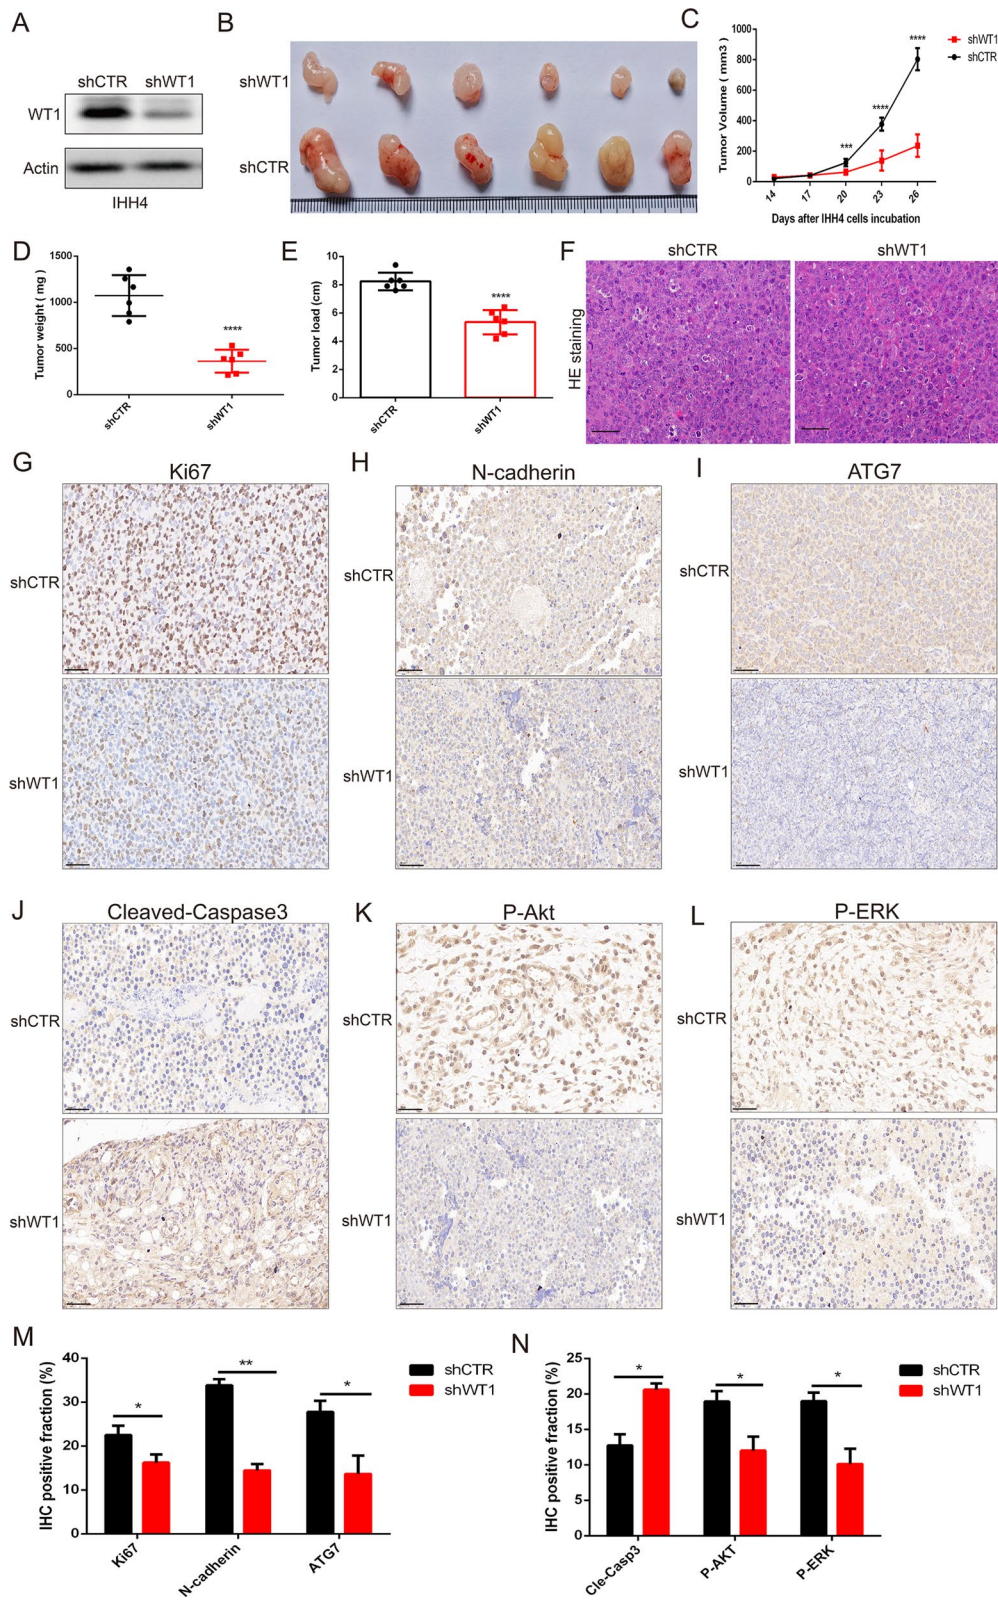 A
shCTR shWT1
WT1
Actin
IHH4
B
shWT1
shCTR
C
Tumor Volume ( mm3 )
1000
800
600
400
200
0
14 17 20 23 26
*** **** ****
Days after IHH4 cells incubation
shWT1
shCTR
D
Tumor weight ( mg )
1500
1000
500
0
****
shCTR shWT1
E
Tumor load (cm)
10
8
6
4
2
0
****
shCTR shWT1
F
shCTR shWT1
HE staining
G
Ki67
shCTR
shWT1
H
N-cadherin
shCTR
shWT1
I
ATG7
shCTR
shWT1
J
Cleaved-Caspase3
shCTR
shWT1
K
P-Akt
shCTR
shWT1
L
P-ERK
shCTR
shWT1
M
IHC positive fraction (%)
40
30
20
10
0
* ** *
Ki67 N-cadherin ATG7
shCTR
shWT1
N
IHC positive fraction (%)
25
20
15
10
5
0
* * *
Cle-Casp3 P-AKT P-ERK
shCTR
shWT1